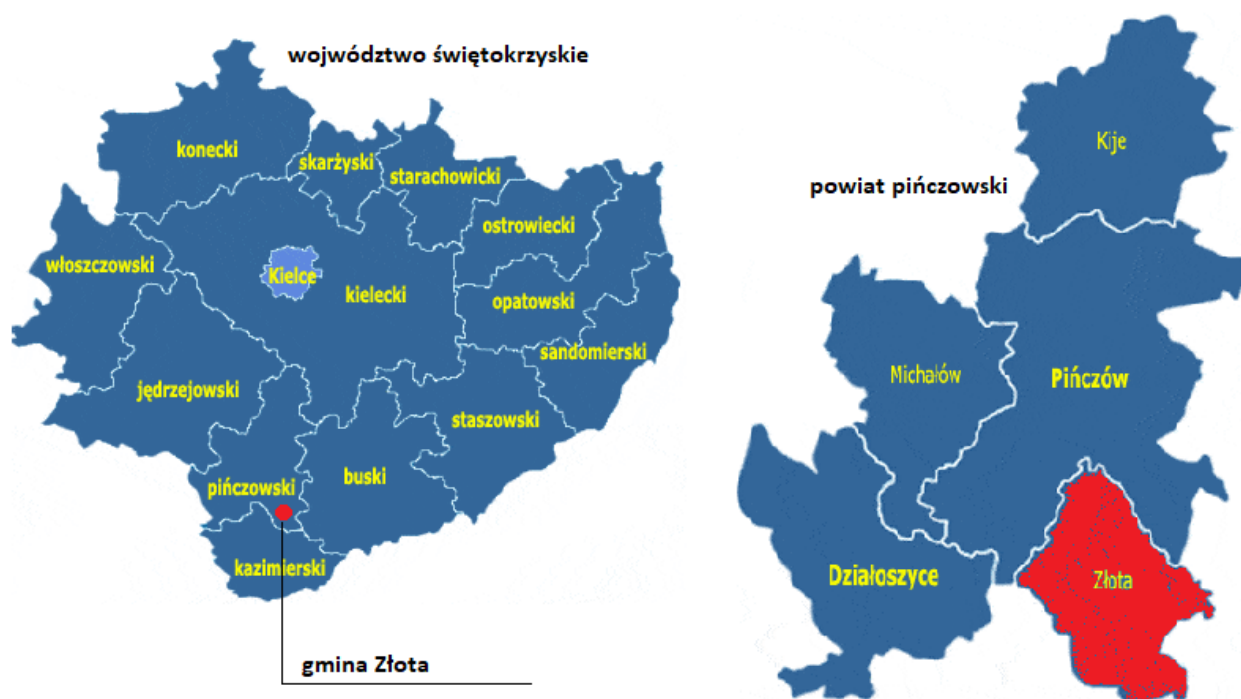 województwo świętokrzyskie
konecki
skarżyski
starachowicki
ostrowiecki
włoszczowski
Kielce
kielecki
opatowski
sandomierski
jędrzejowski
staszowski
buski
pińczowski
kazimierski
gmina Złota
powiat pińczowski
Kije
Michałów
Pińczów
Działoszyce
Złota